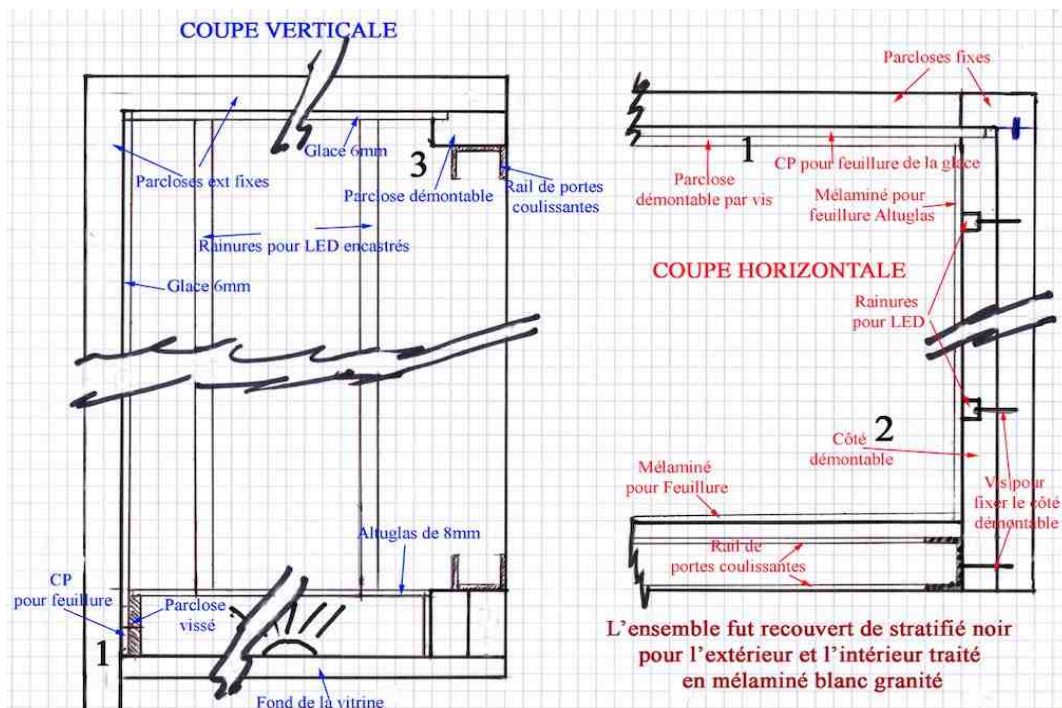 COUPE VERTICALE
Glace 6mm
3
Parcloses ext fixes
Parclose démontable
Rail de portes
coulissantes
Rainures pour LED encastrés
Glace 6mm
Altuglas de 8mm
CP
pour feuillure
Parclose
vissé
1
Fond de la vitrine
Parcloses fixes
1
CP pour feuillure de la glace
Parclose
démontable par vis
Mélaminé pour
feuillure Altuglas
COUPE HORIZONTALE
Rainures
pour LED
2
Côté
démontable
Mélaminé
pour Feuillure
Vis pour
fixer le côté
démontable
Rail de
portes coulissantes
L'ensemble fut recouvert de stratifié noir
pour l'extérieur et l'intérieur traité
en mélaminé blanc granité